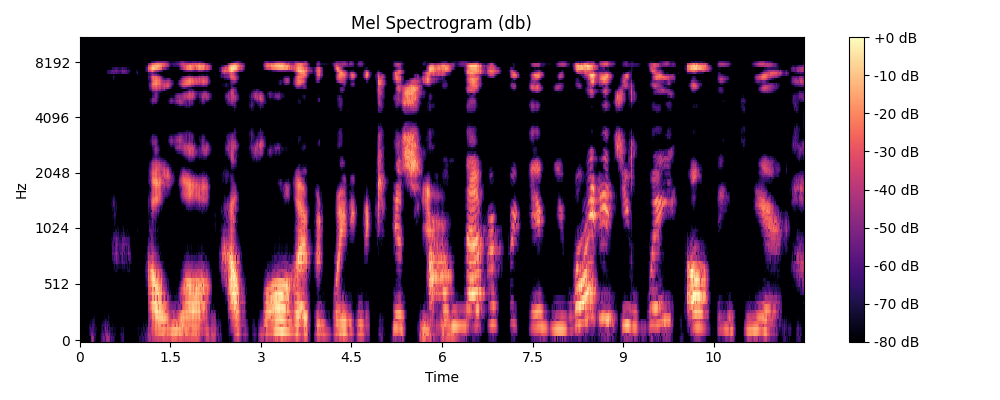 Mel Spectrogram (db)
8192
4096
2048
1024
512
0
Hz
0 1.5 3 4.5 6 7.5 9 10
Time
+0 dB
-10 dB
-20 dB
-30 dB
-40 dB
-50 dB
-60 dB
-70 dB
-80 dB